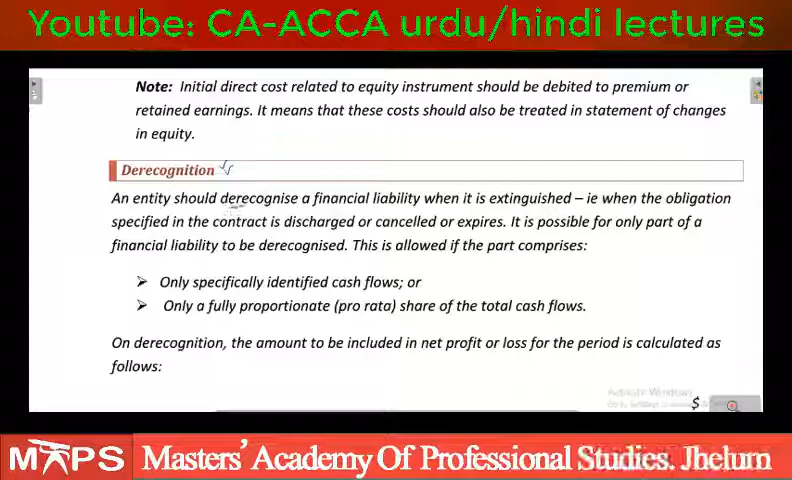 Youtube: CA-ACCA urdu/hindi lectures
Note: Initial direct cost related to equity instrument should be debited to premium or
retained earnings. It means that these costs should also be treated in statement of changes
in equity.
Derecognition
An entity should derecognise a financial liability when it is extinguished – ie when the obligation
specified in the contract is discharged or cancelled or expires. It is possible for only part of a
financial liability to be derecognised. This is allowed if the part comprises:
➢ Only specifically identified cash flows; or
➢ Only a fully proportionate (pro rata) share of the total cash flows.
On derecognition, the amount to be included in net profit or loss for the period is calculated as
follows:
Activate Windows
$
MAPS Masters' Academy Of Professional Studies. Jhelum